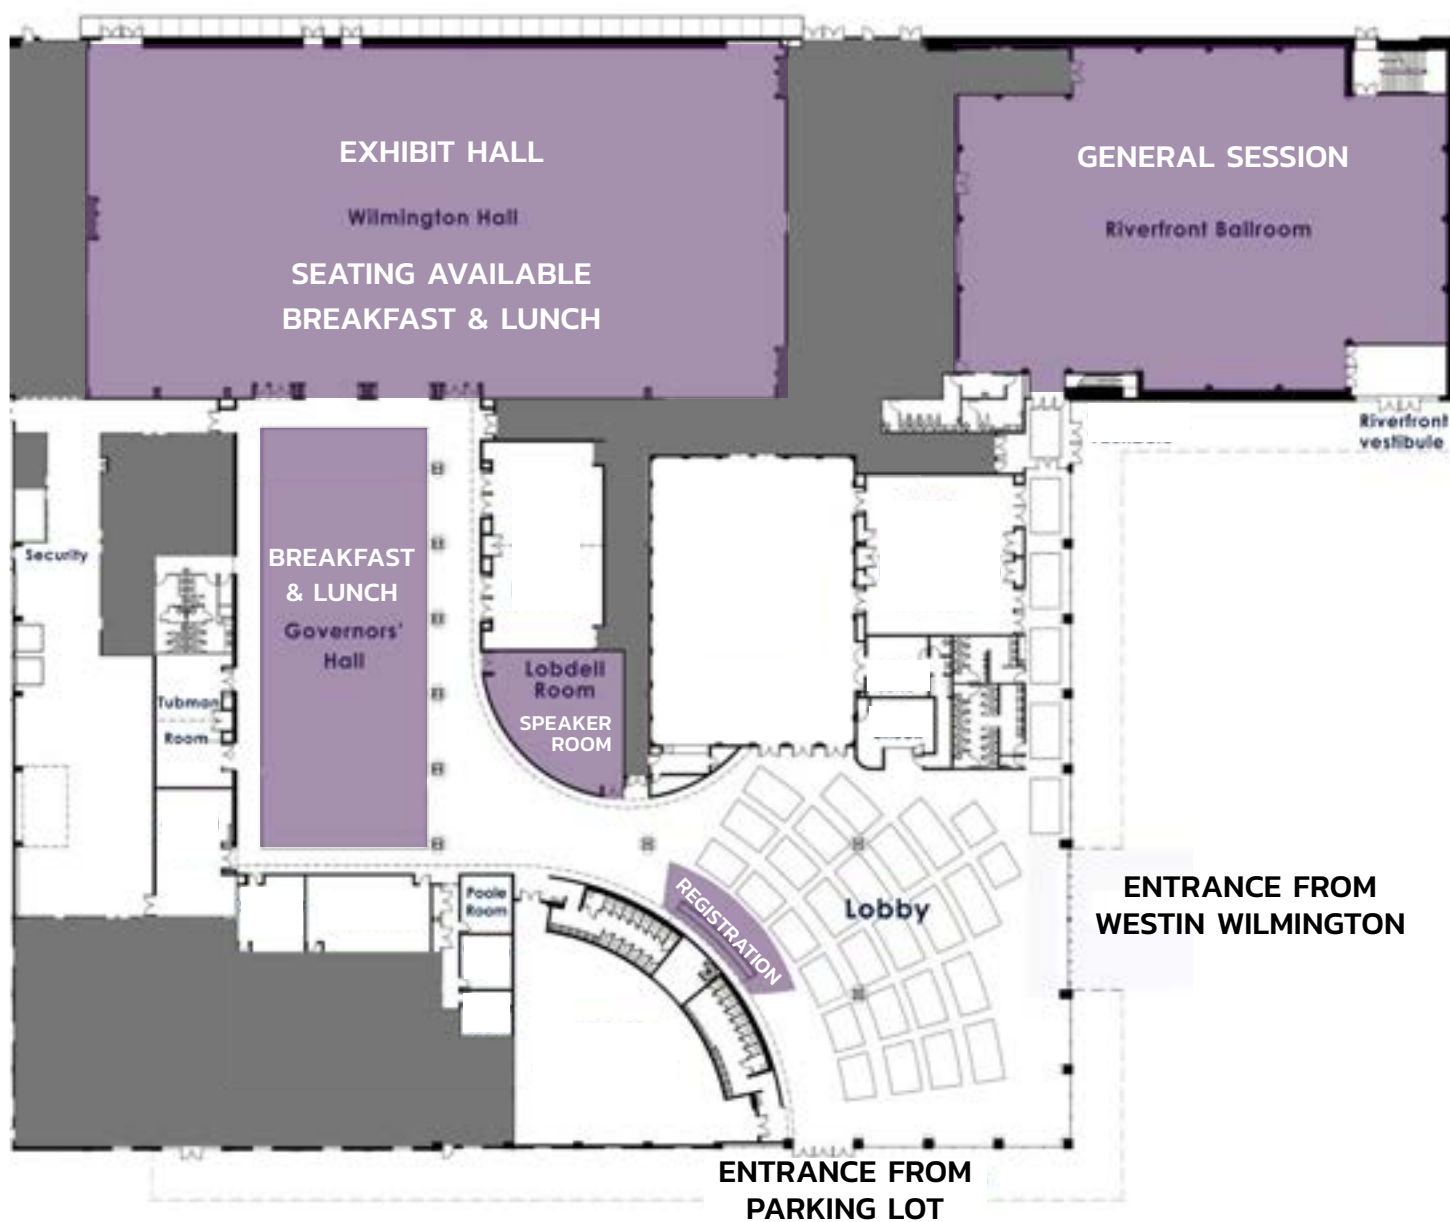 EXHIBIT HALL
Wilmington Hall
SEATING AVAILABLE
BREAKFAST & LUNCH
GENERAL SESSION
Riverfront Ballroom
Riverfront
vestibule
Security
BREAKFAST
& LUNCH
Governors'
Hall
Lobdell
Room
SPEAKER
ROOM
Tubman
Room
Poole
Room
REGISTRATION
Lobby
ENTRANCE FROM
WESTIN WILMINGTON
ENTRANCE FROM
PARKING LOT